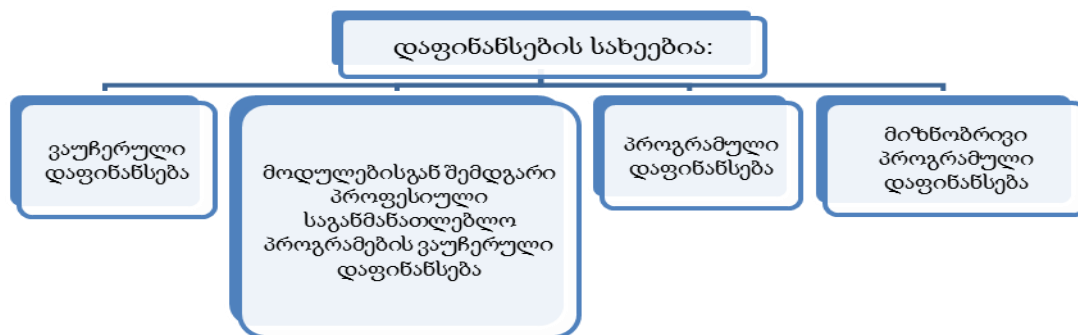 დაფინანსების სახეებია:
ვაუჩერული
დაფინანსება
მოდულებისგან შემდგარი
პროფესიული
საგანმანათლებლო
პროგრამების ვაუჩერული
დაფინანსება
პროგრამული
დაფინანსება
მიზნობრივი
პროგრამული
დაფინანსება